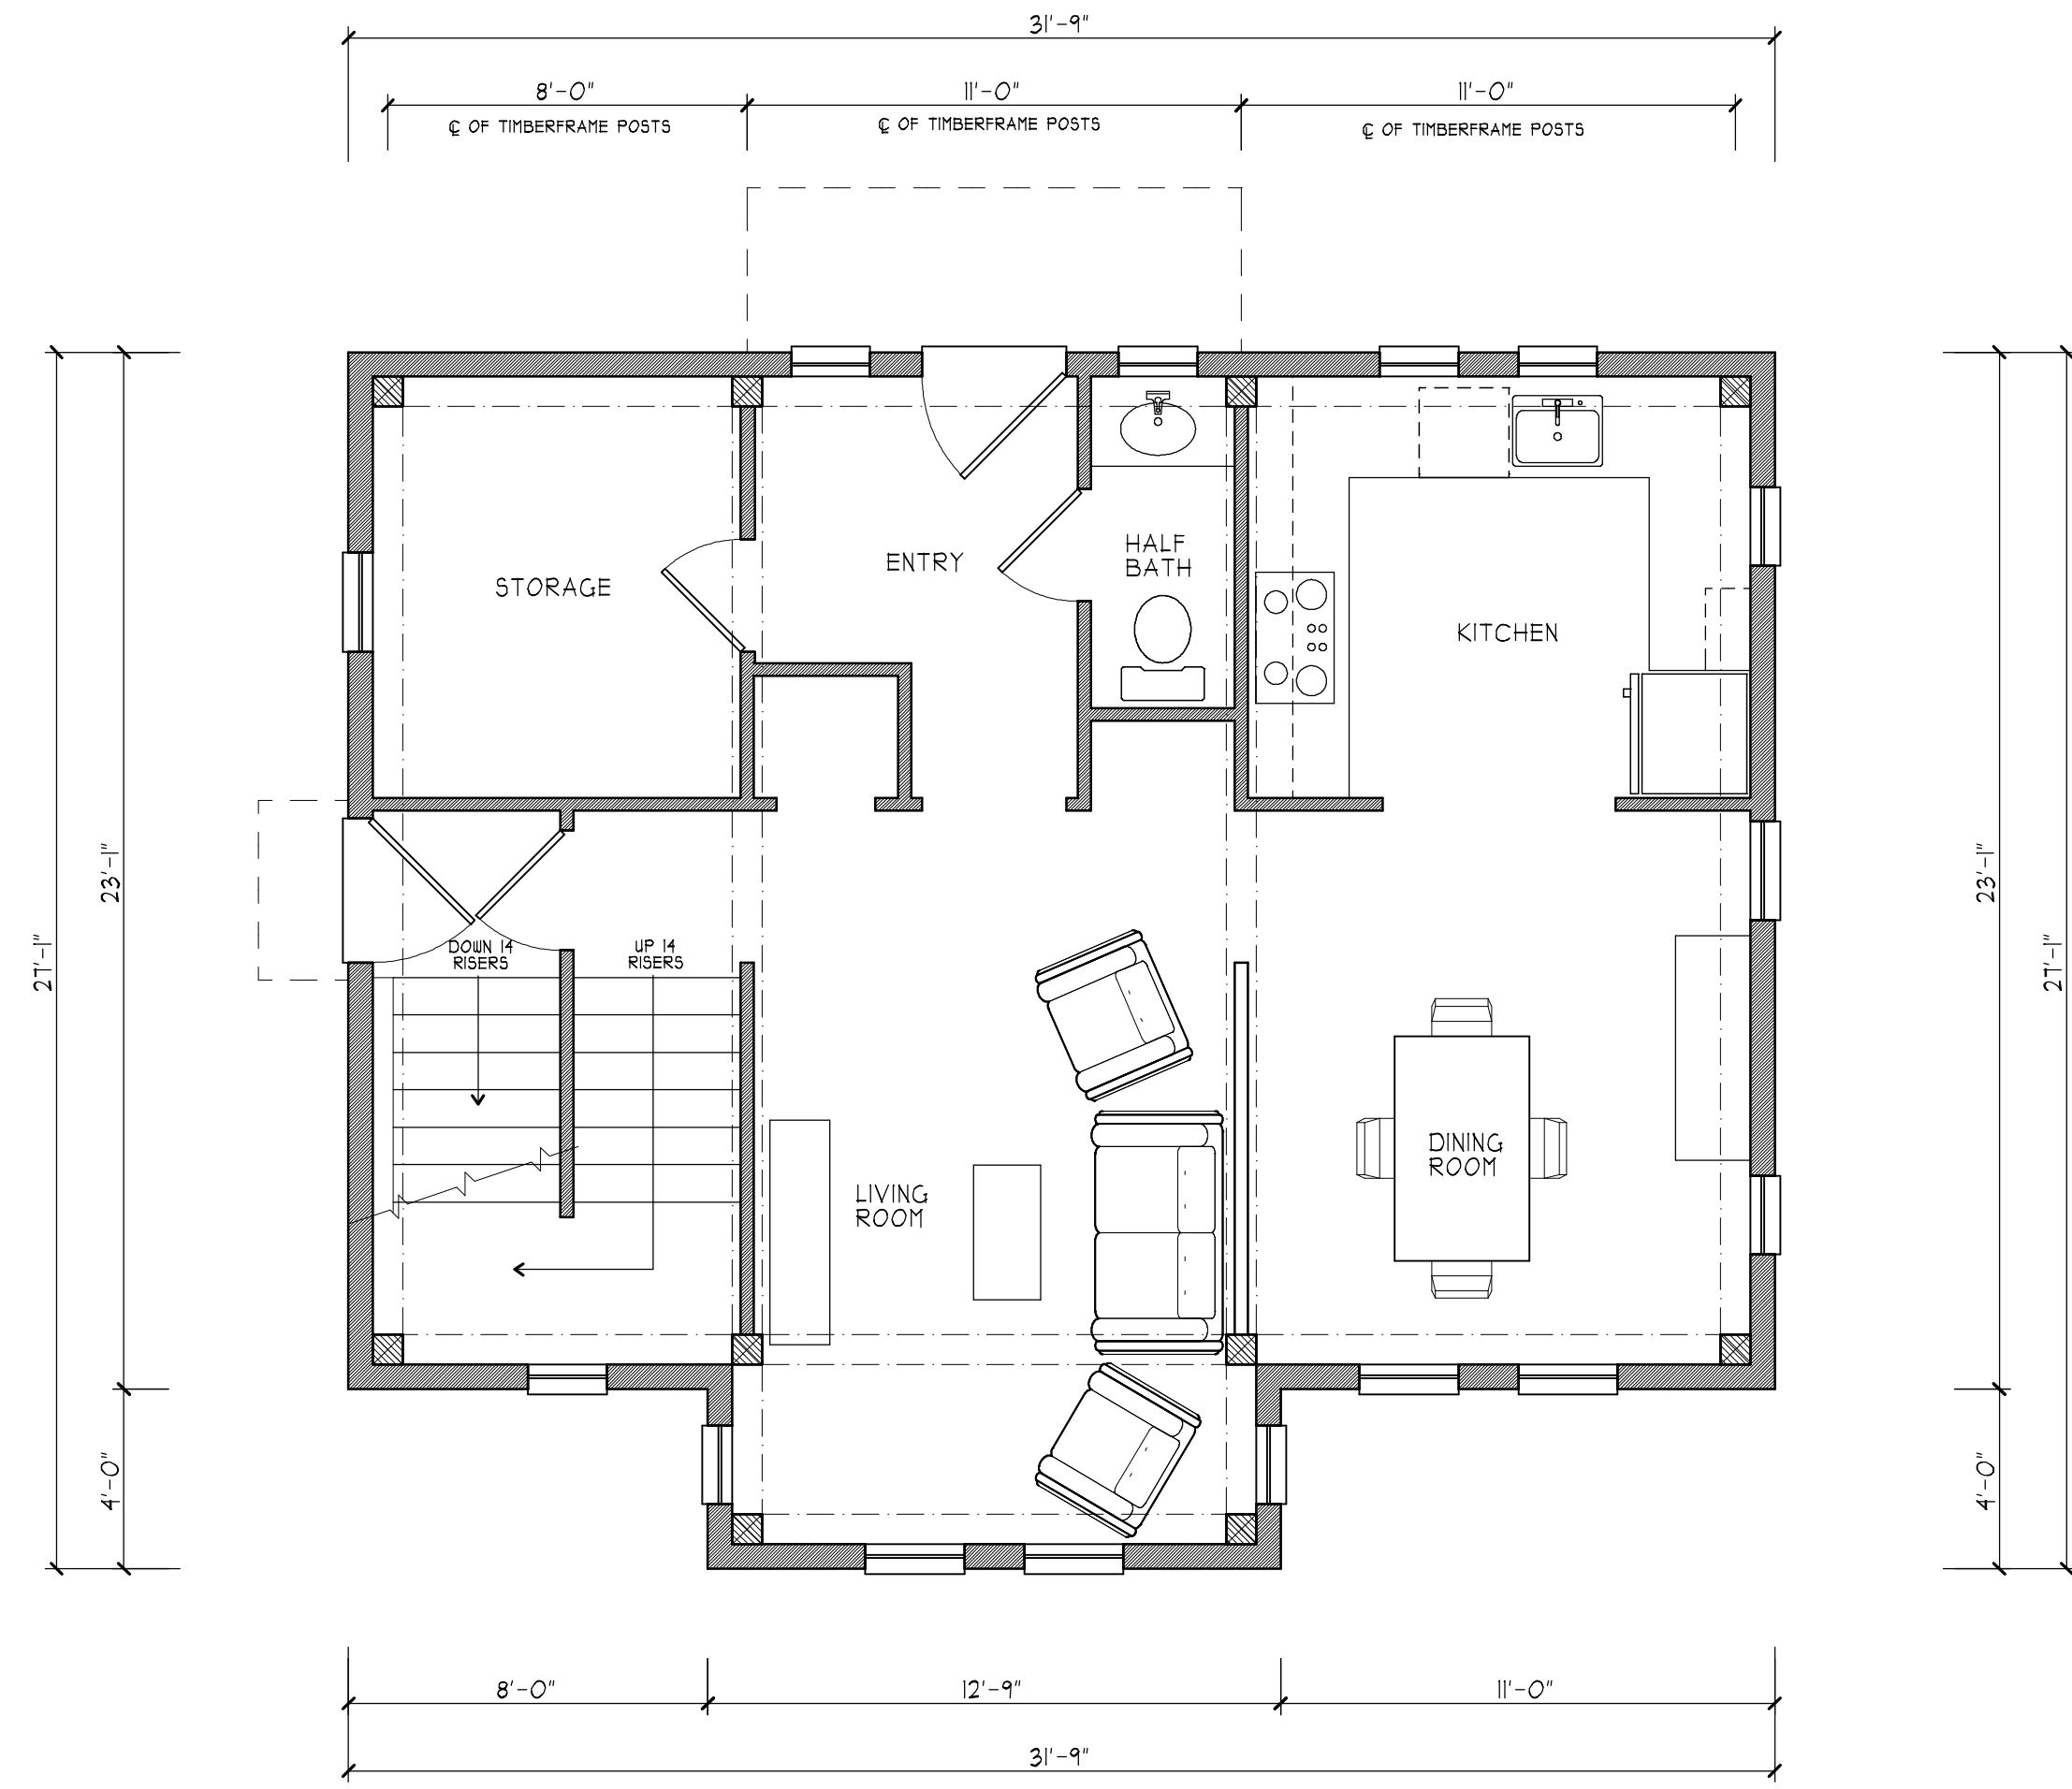 31'-9"
8'-0"
11'-0"
11'-0"
℄ OF TIMBERFRAME POSTS
℄ OF TIMBERFRAME POSTS
℄ OF TIMBERFRAME POSTS
HALF
BATH
ENTRY
STORAGE
KITCHEN
23'-1"
23'-1"
27'-1"
27'-1"
DOWN 14
RISERS
UP 14
RISERS
DINING
ROOM
LIVING
ROOM
4'-0"
4'-0"
8'-0"
12'-9"
11'-0"
31'-9"